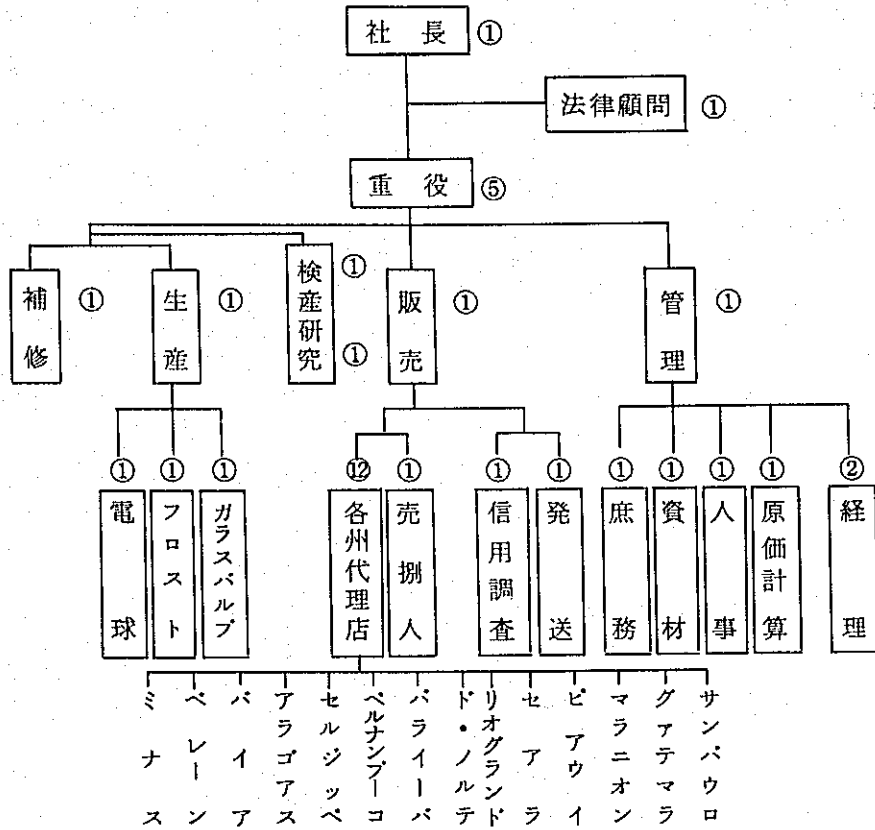 社長 ①
法律顧問 ①
重役 ⑤
補修 ①
生産 ①
検産研究 ① ①
販売 ①
管理 ①
① 電球
① フロスト
① ガラスバルブ
⑫ 各州代理店
① 売捌人
① 信用調査
① 発送
① 庶務
① 資材
① 人事
① 原価計算
② 経理
ミナス
ベレーン
バイア
アラゴアス
セルジッペ
ペルナンブーコ
パライーバ
リオグランド
ド・ノルテ
セアラ
ピアウイ
マラニオン
グァテマラ
サンパウロ